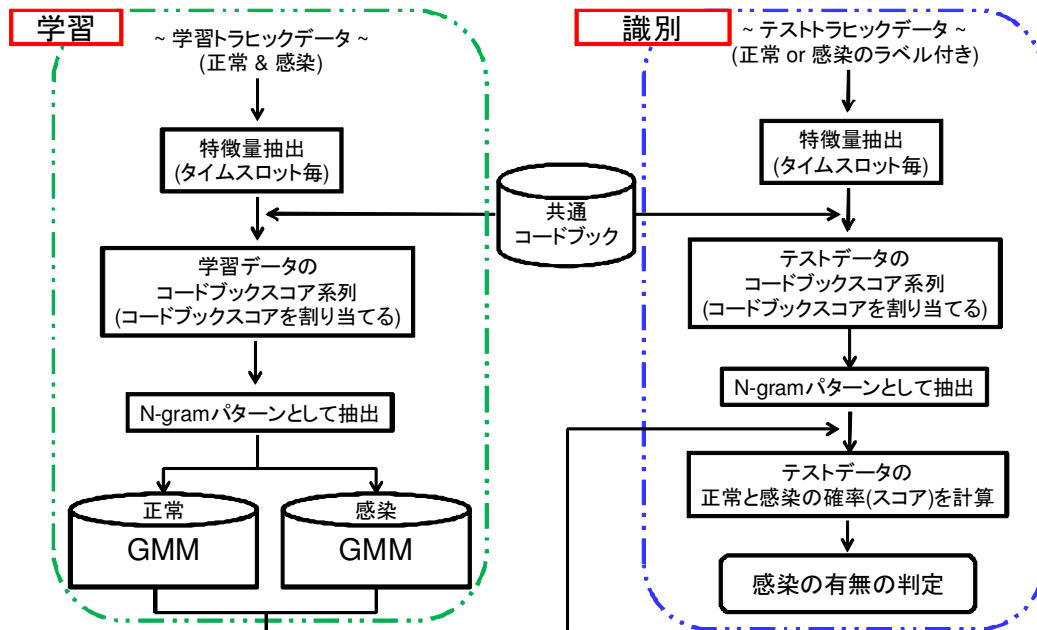 学習
~ 学習トラヒックデータ ~
(正常 & 感染)
特徴量抽出
(タイムスロット毎)
学習データの
コードブックスコア系列
(コードブックスコアを割り当てる)
N-gramパターンとして抽出
正常
GMM
感染
GMM
共通
コードブック
識別
~ テストトラヒックデータ ~
(正常 or 感染のラベル付き)
特徴量抽出
(タイムスロット毎)
テストデータの
コードブックスコア系列
(コードブックスコアを割り当てる)
N-gramパターンとして抽出
テストデータの
正常と感染の確率(スコア)を計算
感染の有無の判定